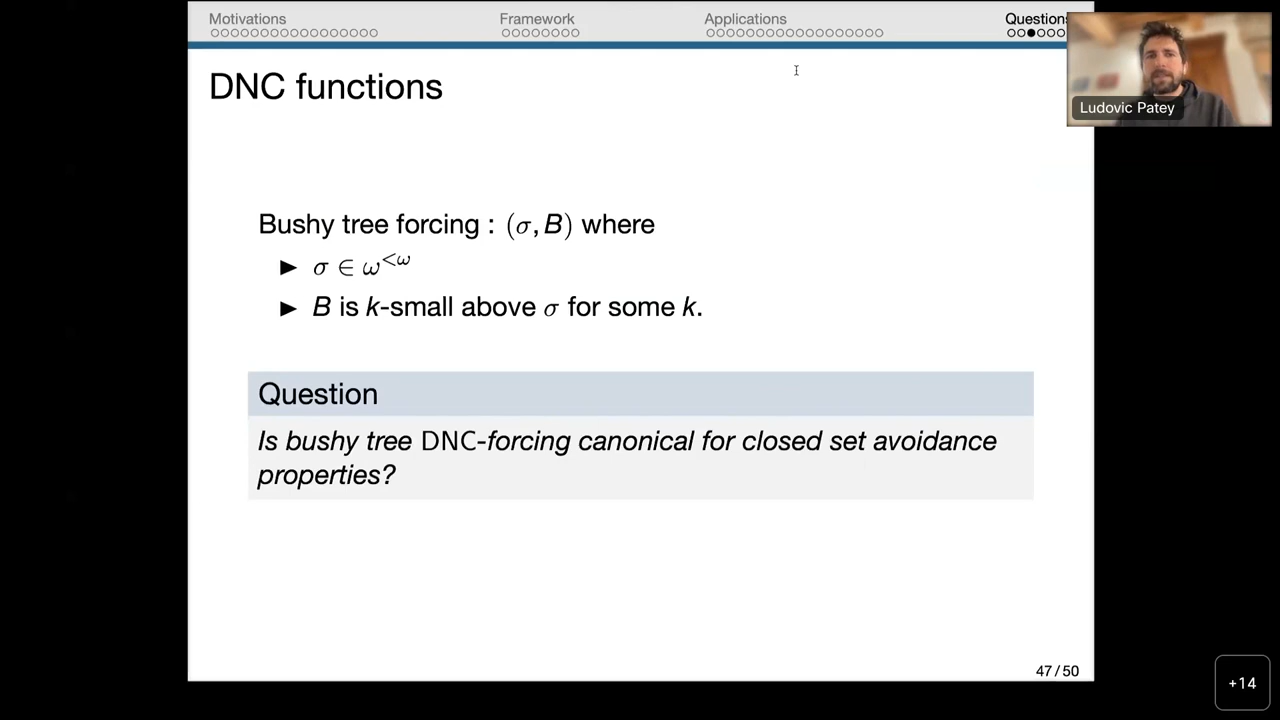 Motivations Framework Applications Questions
DNC functions
Ludovic Patey
Bushy tree forcing : (σ, B) where
▶ σ ∈ ω^{<ω}
▶ B is k-small above σ for some k.
Question
Is bushy tree DNC-forcing canonical for closed set avoidance
properties?
47 / 50
+14